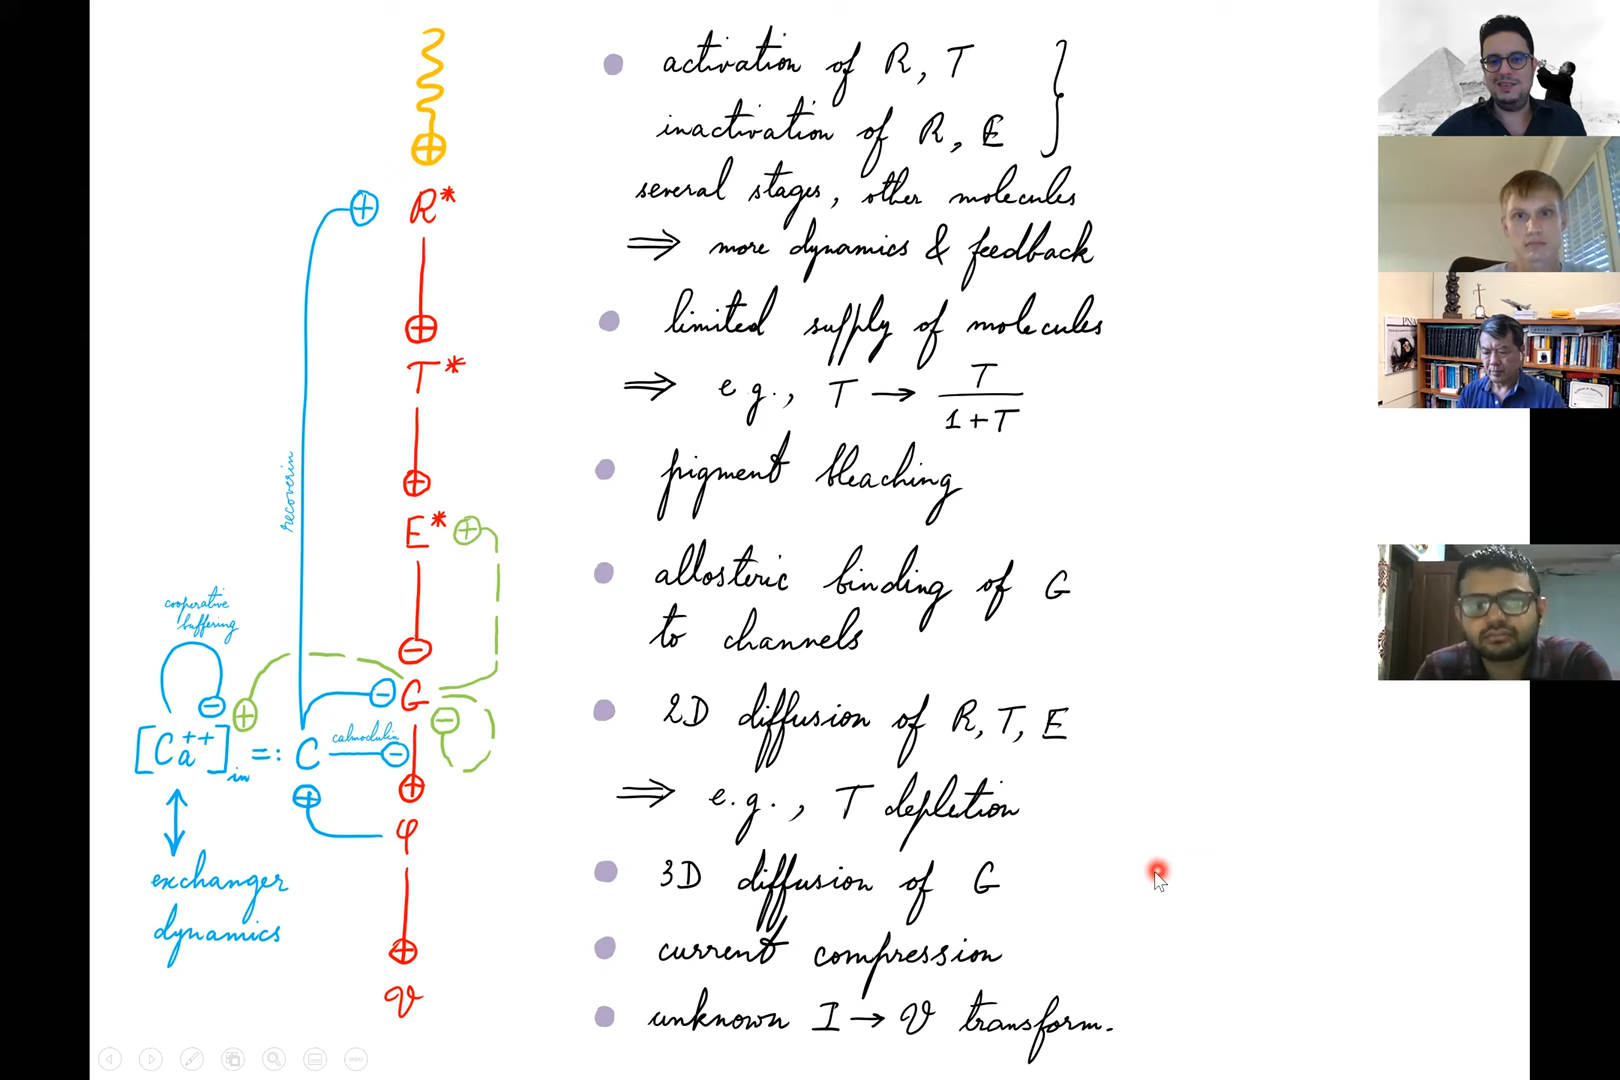 R*
T*
E*
recoverin
cooperative
buffering
G
[Ca++]in =: C
calmodulin
φ
exchanger
dynamics
V
activation of R, T
inactivation of R, E
several stages, other molecules
⇒ more dynamics & feedback
limited supply of molecules
⇒ e.g., T → T
1+T
pigment bleaching
allosteric binding of G
to channels
2D diffusion of R, T, E
⇒ e.g., T depletion
3D diffusion of G
current compression
unknown I → V transform.